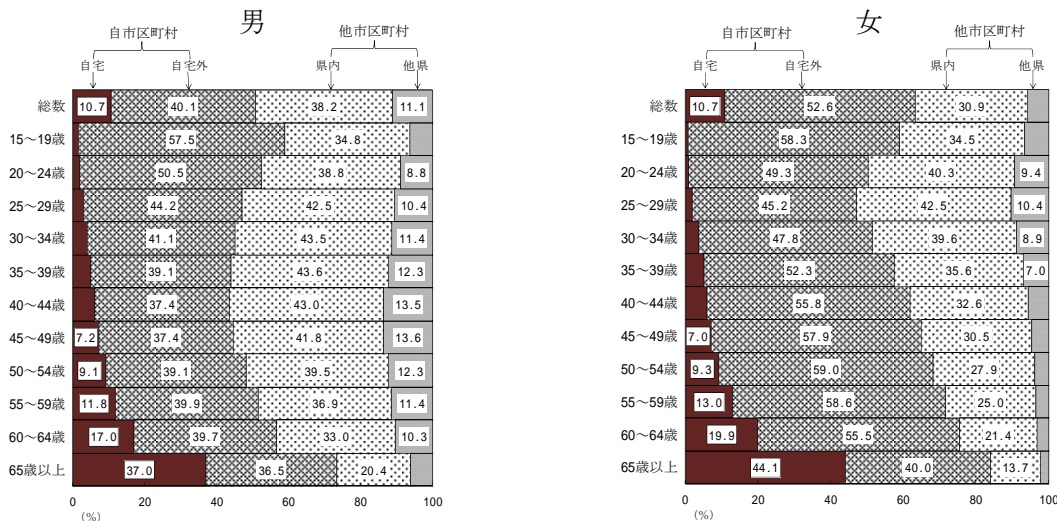 男
自市区町村 他市区町村
自宅 自宅外 県内 他県
総数 10.7 40.1 38.2 11.1
15～19歳 57.5 34.8
20～24歳 50.5 38.8 8.8
25～29歳 44.2 42.5 10.4
30～34歳 41.1 43.5 11.4
35～39歳 39.1 43.6 12.3
40～44歳 37.4 43.0 13.5
45～49歳 7.2 37.4 41.8 13.6
50～54歳 9.1 39.1 39.5 12.3
55～59歳 11.8 39.9 36.9 11.4
60～64歳 17.0 39.7 33.0 10.3
65歳以上 37.0 36.5 20.4
0 20 40 60 80 100
(%)
女
自市区町村 他市区町村
自宅 自宅外 県内 他県
総数 10.7 52.6 30.9
15～19歳 58.3 34.5
20～24歳 49.3 40.3 9.4
25～29歳 45.2 42.5 10.4
30～34歳 47.8 39.6 8.9
35～39歳 52.3 35.6 7.0
40～44歳 55.8 32.6
45～49歳 7.0 57.9 30.5
50～54歳 9.3 59.0 27.9
55～59歳 13.0 58.6 25.0
60～64歳 19.9 55.5 21.4
65歳以上 44.1 40.0 13.7
0 20 40 60 80 100
(%)